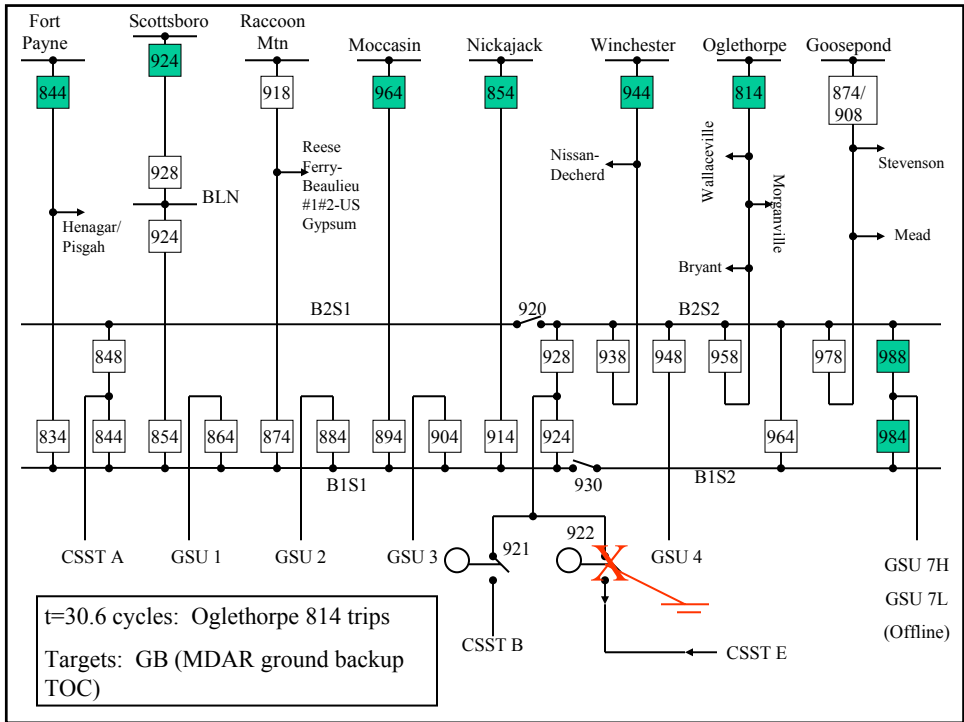 Fort
Payne
Scottsboro
Raccoon
Mtn
Moccasin
Nickajack
Winchester
Oglethorpe
Goosepond
844
924
918
964
854
944
814
874/
908
Reese
Ferry-
Beaulieu
#1#2-US
Gypsum
Nissan-
Decherd
Wallaceville
Morganville
Stevenson
928
BLN
924
Henagar/
Pisgah
Mead
Bryant
B2S1
920
B2S2
848
928
938
948
958
978
988
834
844
854
864
874
884
894
904
914
924
964
984
B1S1
930
B1S2
CSST A
GSU 1
GSU 2
GSU 3
921
922
GSU 4
GSU 7H
GSU 7L
(Offline)
X
CSST B
CSST E
t=30.6 cycles: Oglethorpe 814 trips
Targets: GB (MDAR ground backup
TOC)